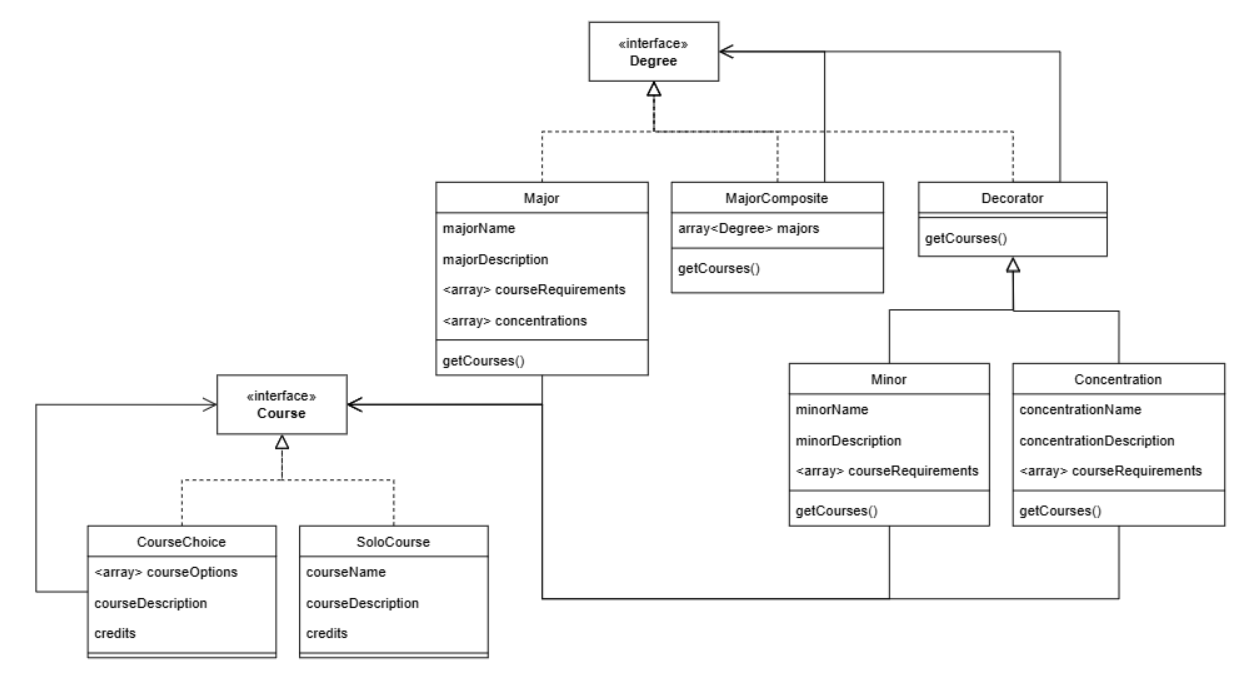 «interface»
Degree
Major
majorName
majorDescription
<array> courseRequirements
<array> concentrations
getCourses()
MajorComposite
array<Degree> majors
getCourses()
Decorator
getCourses()
«interface»
Course
Minor
minorName
minorDescription
<array> courseRequirements
getCourses()
Concentration
concentrationName
concentrationDescription
<array> courseRequirements
getCourses()
CourseChoice
<array> courseOptions
courseDescription
credits
SoloCourse
courseName
courseDescription
credits